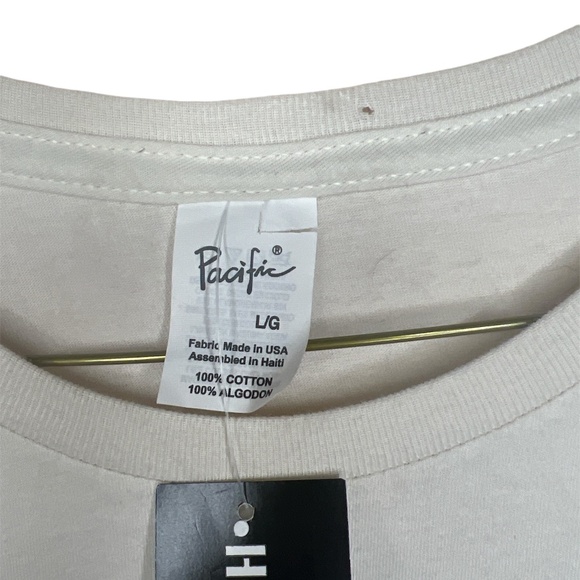 Pacific®
L/G
Fabric Made in USA
Assembled in Haiti
100% COTTON
100% ALGODON
H.